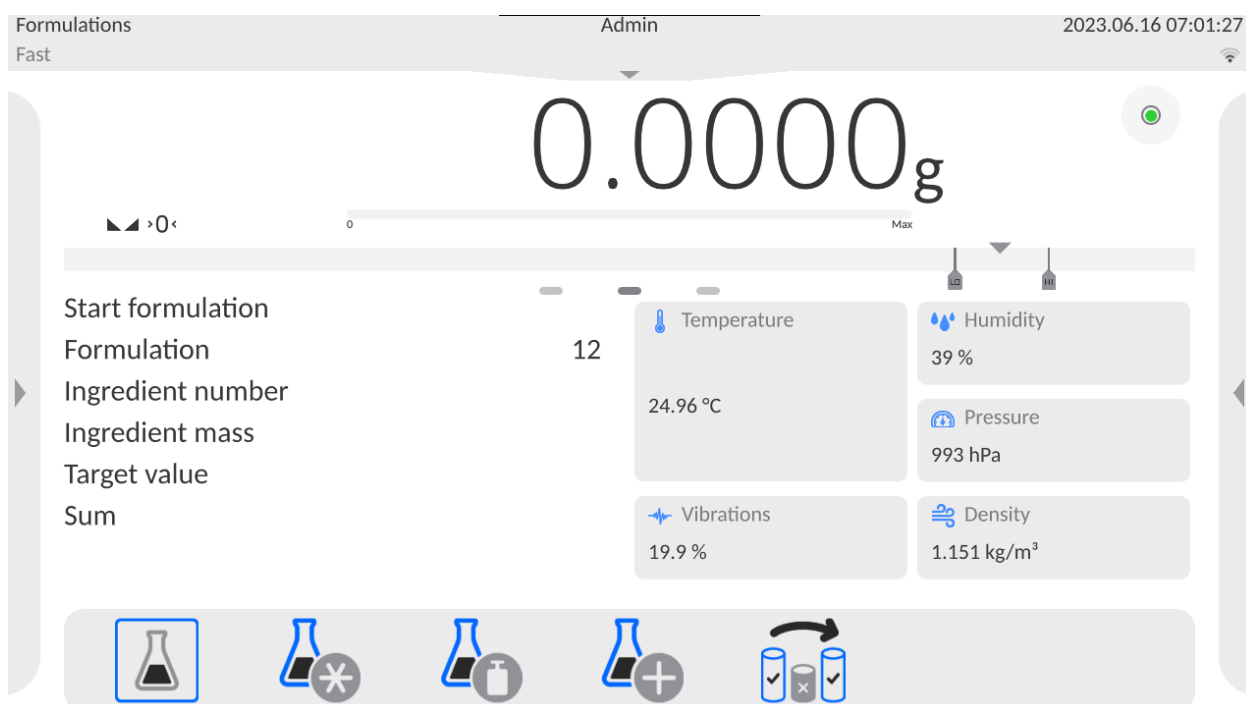 Formulations Admin 2023.06.16 07:01:27
Fast
0.0000g
>0<
0 Max
LO HI
Start formulation
Formulation 12
Ingredient number
Ingredient mass
Target value
Sum
Temperature
24.96 °C
Humidity
39 %
Pressure
993 hPa
Vibrations
19.9 %
Density
1.151 kg/m³